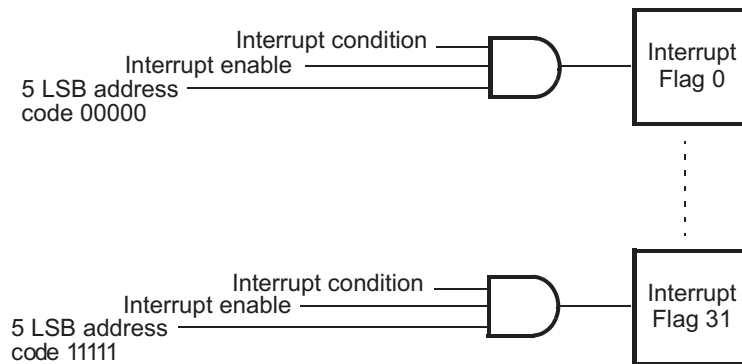 Interrupt condition
Interrupt enable
5 LSB address
code 00000
Interrupt
Flag 0
Interrupt condition
Interrupt enable
5 LSB address
code 11111
Interrupt
Flag 31